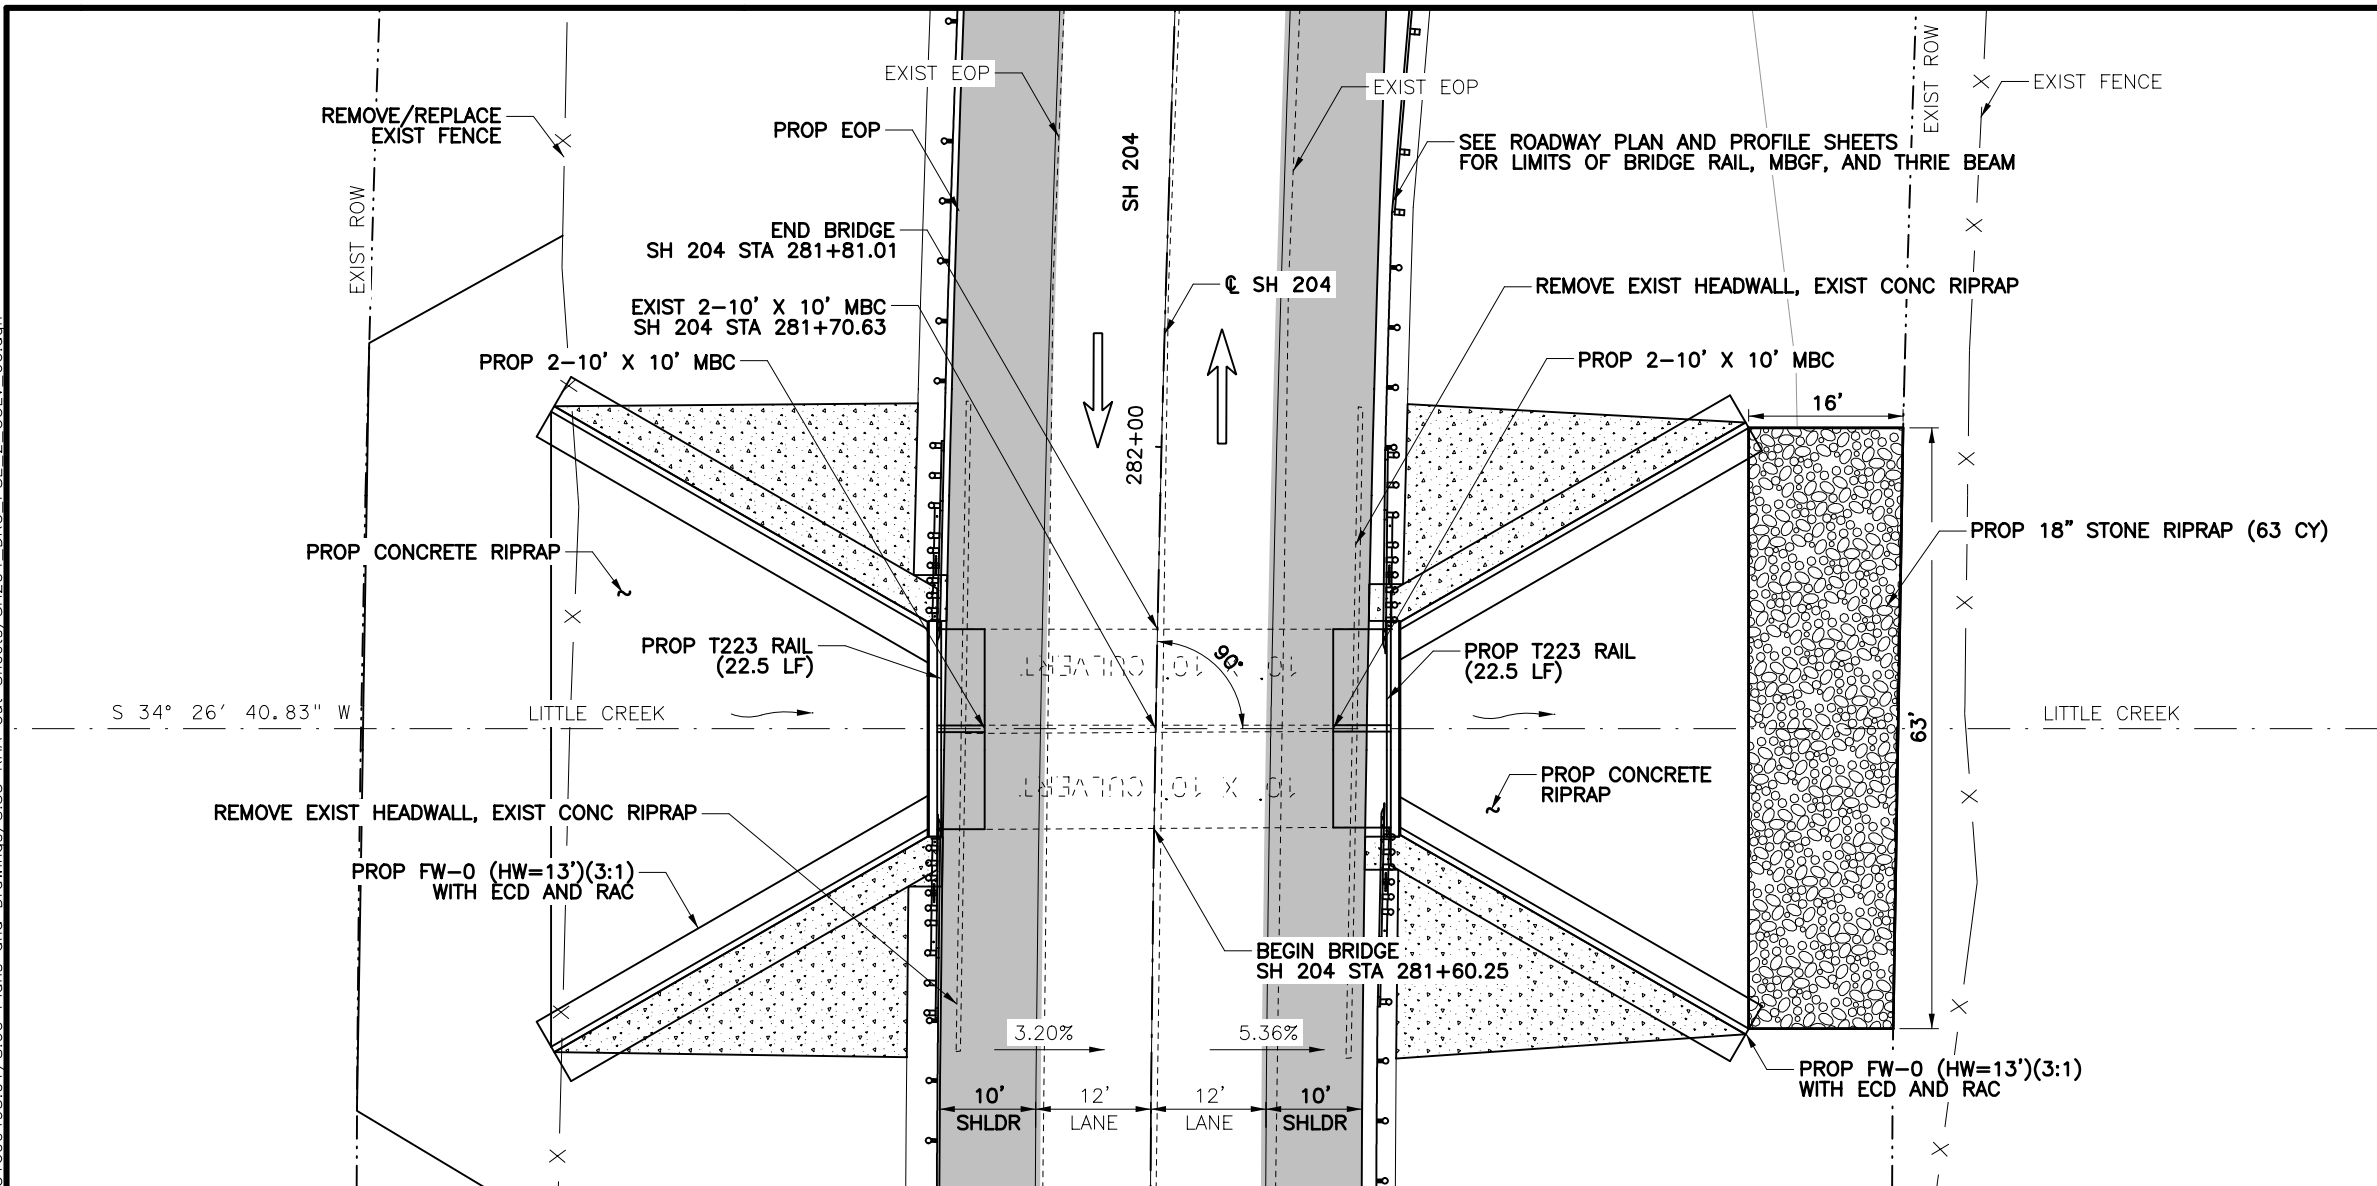 EXIST EOP
EXIST EOP
EXIST ROW
EXIST FENCE
REMOVE/REPLACE
EXIST FENCE
PROP EOP
SH 204
SEE ROADWAY PLAN AND PROFILE SHEETS
FOR LIMITS OF BRIDGE RAIL, MBGF, AND THRIE BEAM
EXIST ROW
END BRIDGE
SH 204 STA 281+81.01
℄ SH 204
REMOVE EXIST HEADWALL, EXIST CONC RIPRAP
EXIST 2-10' X 10' MBC
SH 204 STA 281+70.63
PROP 2-10' X 10' MBC
PROP 2-10' X 10' MBC
16'
282+00
PROP 18" STONE RIPRAP (63 CY)
PROP CONCRETE RIPRAP
PROP T223 RAIL
(22.5 LF)
10' X 10' CULVERT
90°
PROP T223 RAIL
(22.5 LF)
S 34° 26' 40.83" W
LITTLE CREEK
LITTLE CREEK
63'
10' X 10' CULVERT
PROP CONCRETE
RIPRAP
REMOVE EXIST HEADWALL, EXIST CONC RIPRAP
PROP FW-0 (HW=13')(3:1)
WITH ECD AND RAC
BEGIN BRIDGE
SH 204 STA 281+60.25
3.20%
5.36%
PROP FW-0 (HW=13')(3:1)
WITH ECD AND RAC
10'
SHLDR
12'
LANE
12'
LANE
10'
SHLDR